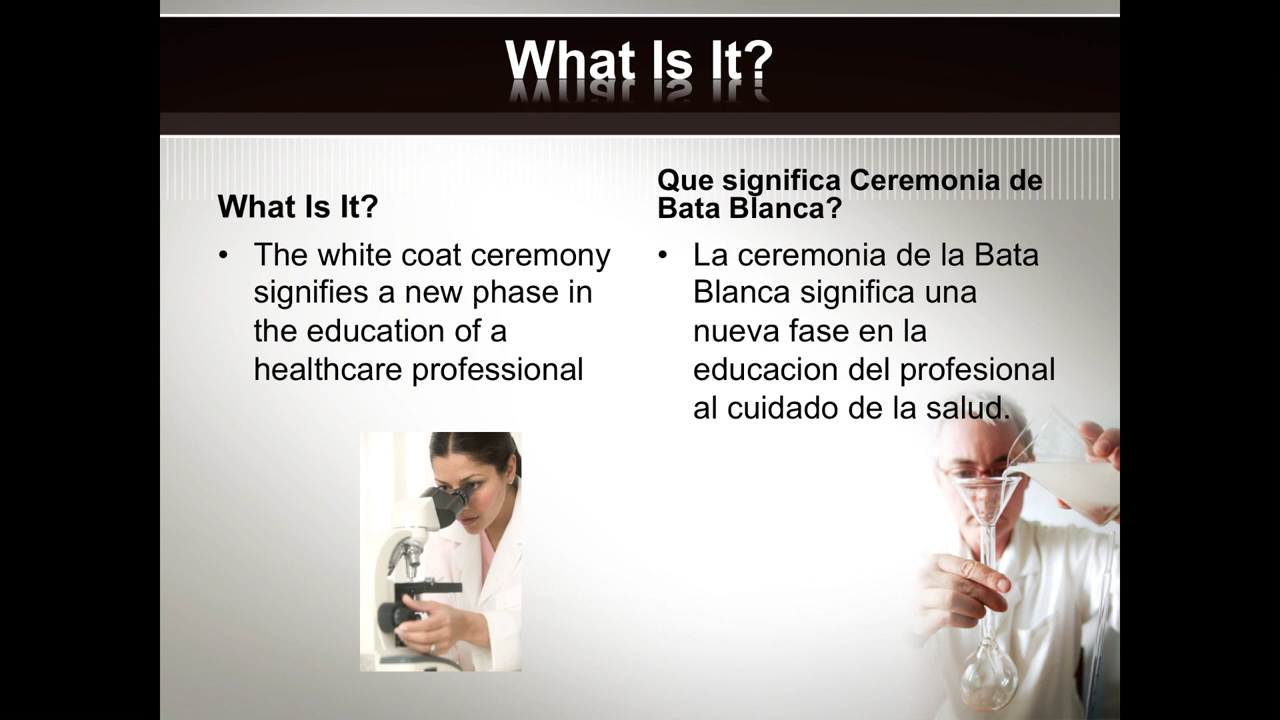 What Is It?
What Is It?
• The white coat ceremony
signifies a new phase in
the education of a
healthcare professional
Que significa Ceremonia de
Bata Blanca?
• La ceremonia de la Bata
Blanca significa una
nueva fase en la
educacion del profesional
al cuidado de la salud.